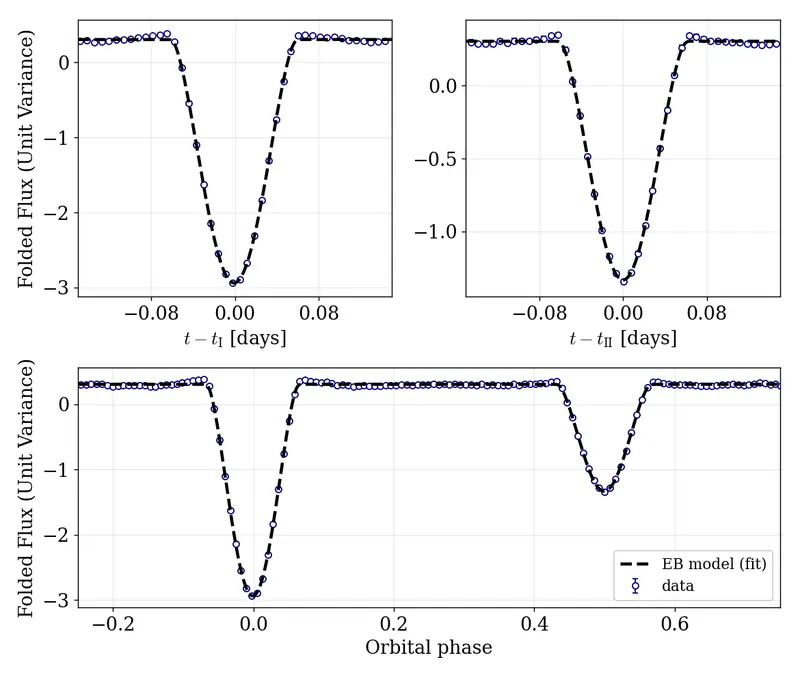 Folded Flux (Unit Variance)
0
−1
−2
−3
−0.08 0.00 0.08
t − t_I [days]
0.0
−0.5
−1.0
−0.08 0.00 0.08
t − t_II [days]
Folded Flux (Unit Variance)
0
−1
−2
−3
EB model (fit)
data
−0.2 0.0 0.2 0.4 0.6
Orbital phase